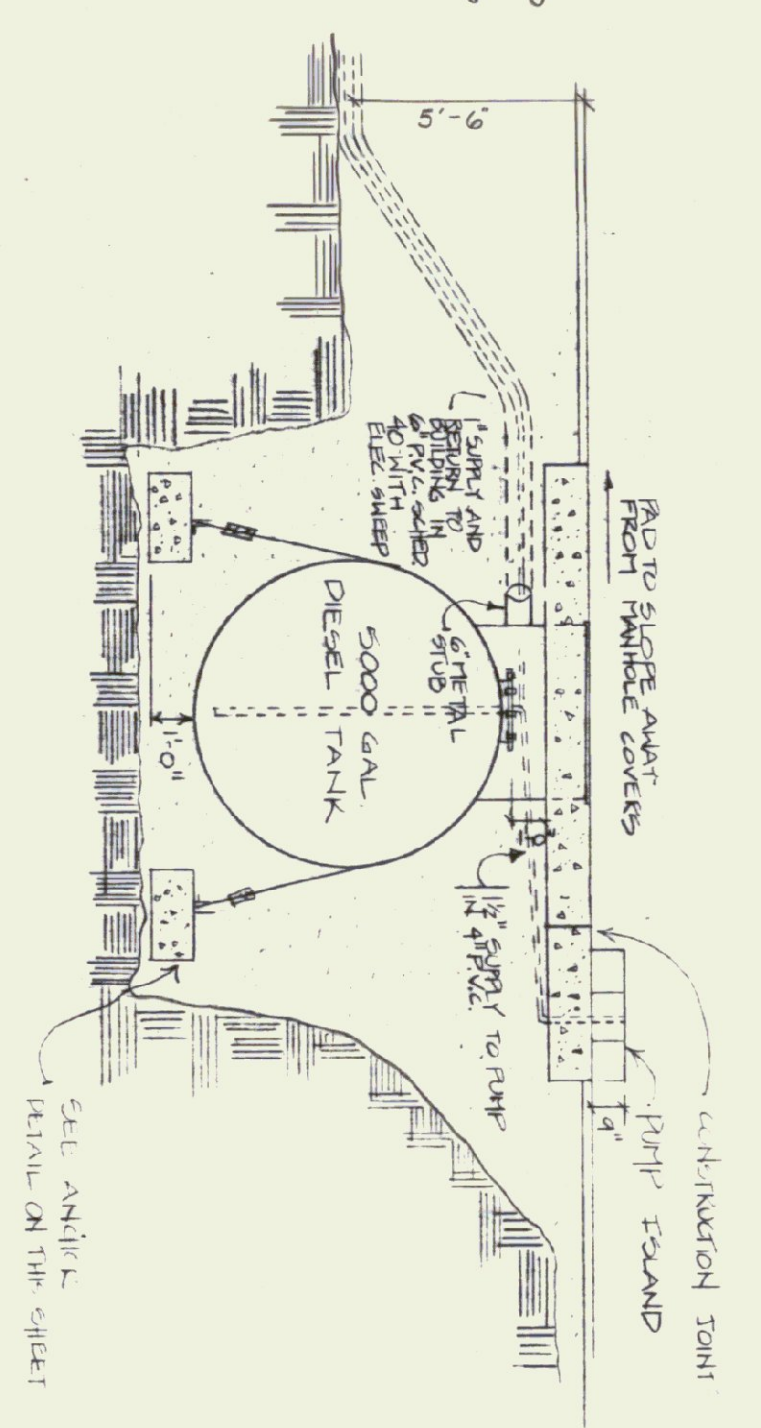 5'-6"
PAD TO SLOPE AWAY
FROM MANHOLE COVERS
CONSTRUCTION JOINT
PUMP ISLAND
9"
1" SUPPLY AND
RETURN TO
BUILDING IN
6" P.V.C. SCHED.
40 WITH
ELEC. SWEEP
6" METAL
STUB
1½" SUPPLY TO PUMP
IN 4" P.V.C.
5000 GAL.
DIESEL TANK
1'-0"
SEE ANCHOR
DETAIL ON THIS SHEET